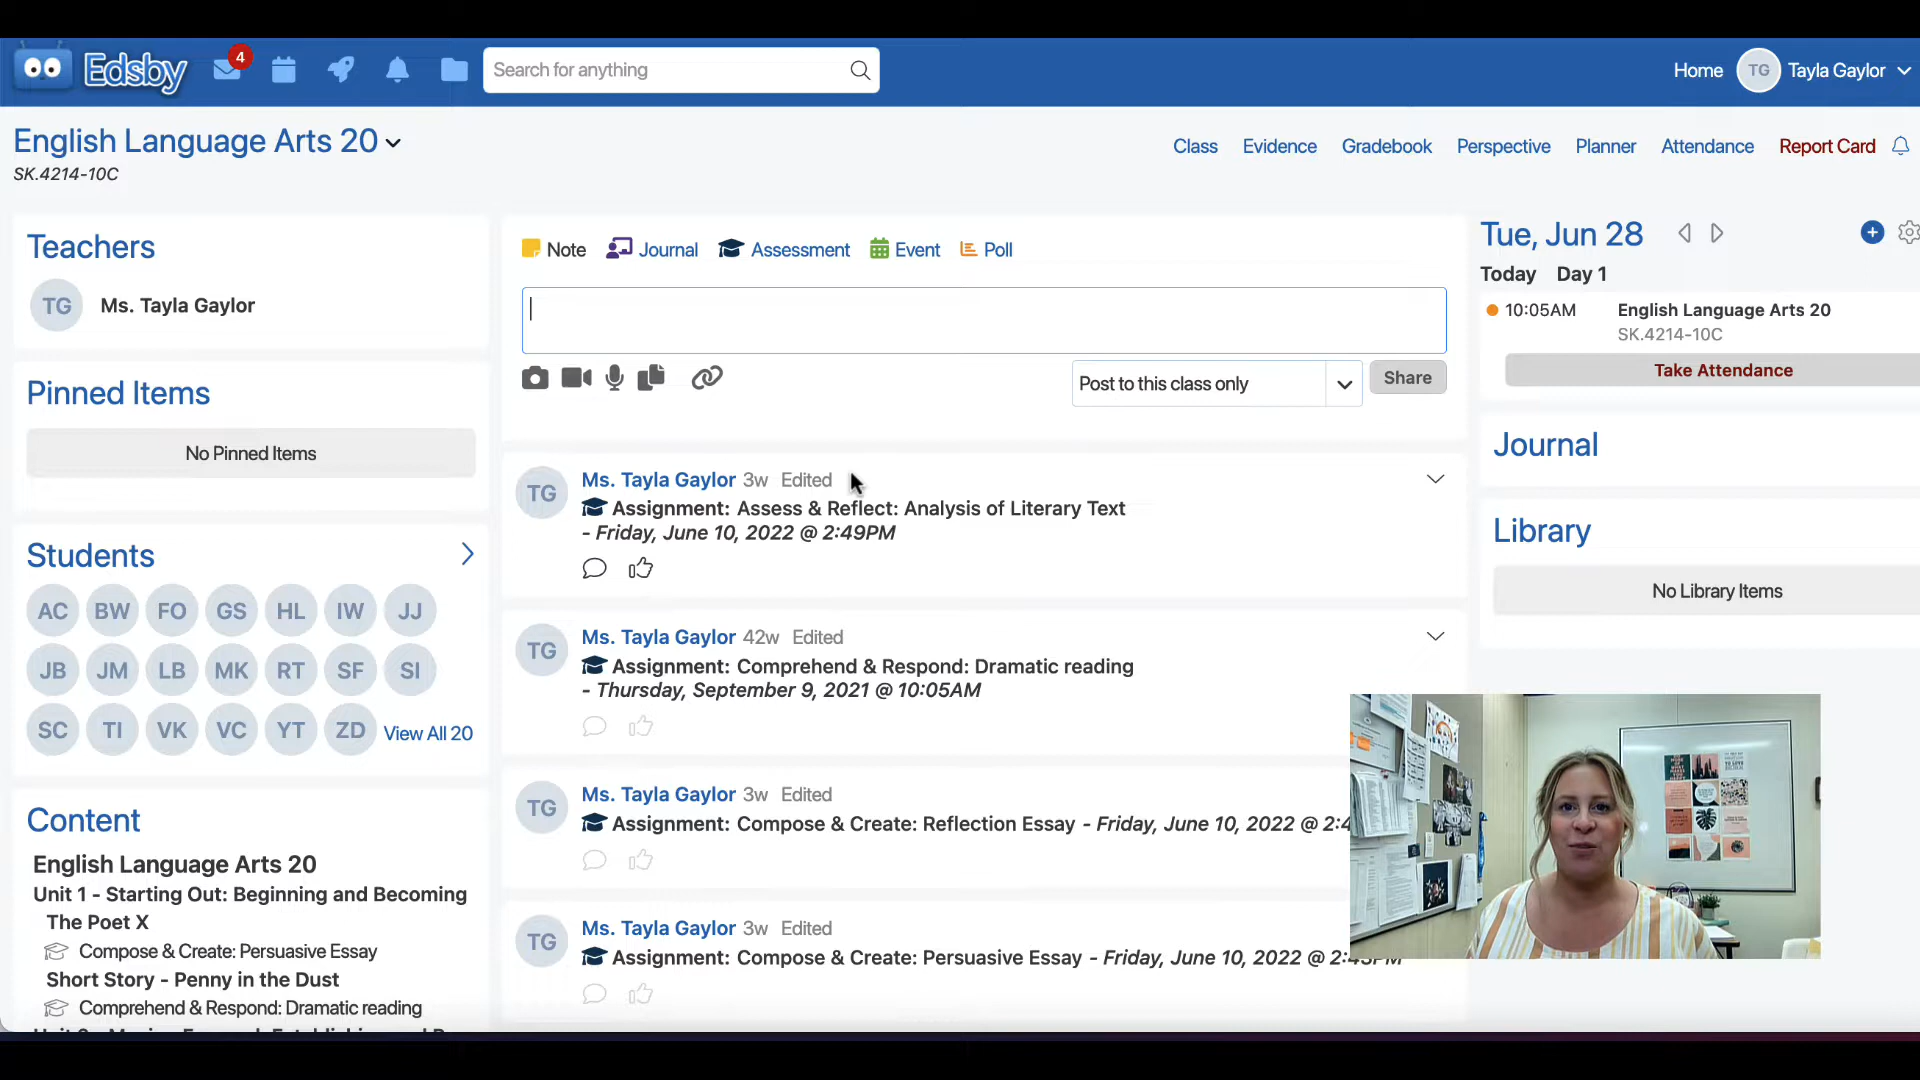 Edsby
4
Search for anything
Home
TG
Tayla Gaylor
English Language Arts 20
SK.4214-10C
Class
Evidence
Gradebook
Perspective
Planner
Attendance
Report Card
Teachers
TG
Ms. Tayla Gaylor
Pinned Items
No Pinned Items
Students
AC BW FO GS HL IW JJ
JB JM LB MK RT SF SI
SC TI VK VC YT ZD View All 20
Content
English Language Arts 20
Unit 1 - Starting Out: Beginning and Becoming
The Poet X
Compose & Create: Persuasive Essay
Short Story - Penny in the Dust
Comprehend & Respond: Dramatic reading
Note Journal Assessment Event Poll
Post to this class only
Share
TG
Ms. Tayla Gaylor 3w Edited
Assignment: Assess & Reflect: Analysis of Literary Text
- Friday, June 10, 2022 @ 2:49PM
TG
Ms. Tayla Gaylor 42w Edited
Assignment: Comprehend & Respond: Dramatic reading
- Thursday, September 9, 2021 @ 10:05AM
TG
Ms. Tayla Gaylor 3w Edited
Assignment: Compose & Create: Reflection Essay - Friday, June 10, 2022 @ 2:4
TG
Ms. Tayla Gaylor 3w Edited
Assignment: Compose & Create: Persuasive Essay - Friday, June 10, 2022 @
Tue, Jun 28
Today Day 1
10:05AM English Language Arts 20
SK.4214-10C
Take Attendance
Journal
Library
No Library Items